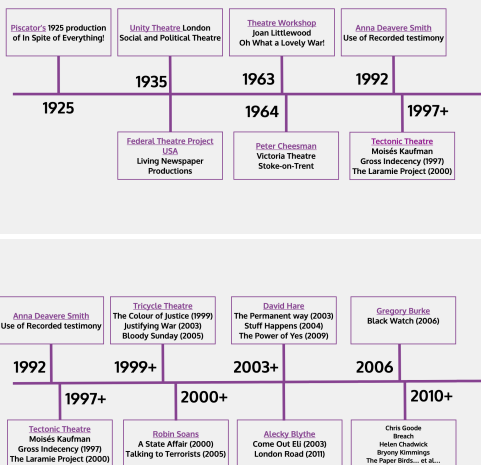 Piscator's 1925 production
of In Spite of Everything!
Unity Theatre London
Social and Political Theatre
Theatre Workshop
Joan Littlewood
Oh What a Lovely War!
Anna Deavere Smith
Use of Recorded testimony
1925
1935
1963
1964
1992
1997+
Federal Theatre Project
USA
Living Newspaper
Productions
Peter Cheesman
Victoria Theatre
Stoke-on-Trent
Tectonic Theatre
Moisés Kaufman
Gross Indecency (1997)
The Laramie Project (2000)
Anna Deavere Smith
Use of Recorded testimony
Tricycle Theatre
The Colour of Justice (1999)
Justifying War (2003)
Bloody Sunday (2005)
David Hare
The Permanent way (2003)
Stuff Happens (2004)
The Power of Yes (2009)
Gregory Burke
Black Watch (2006)
1992
1997+
1999+
2000+
2003+
2006
2010+
Tectonic Theatre
Moisés Kaufman
Gross Indecency (1997)
The Laramie Project (2000)
Robin Soans
A State Affair (2000)
Talking to Terrorists (2005)
Alecky Blythe
Come Out Eli (2003)
London Road (2011)
Chris Goode
Breach
Helen Chadwick
Bryony Kimmings
The Paper Birds... et al...